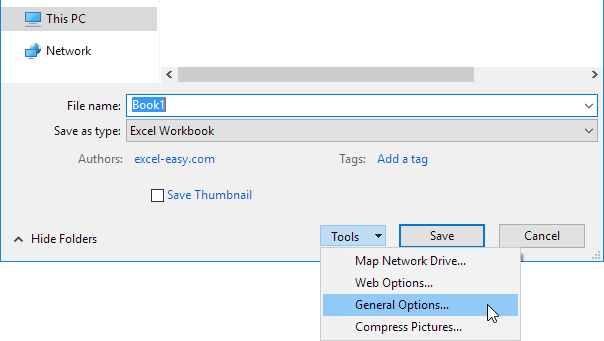 This PC
Network
File name: Book1
Save as type: Excel Workbook
Authors: excel-easy.com Tags: Add a tag
Save Thumbnail
Hide Folders Tools Save Cancel
Map Network Drive...
Web Options...
General Options...
Compress Pictures...